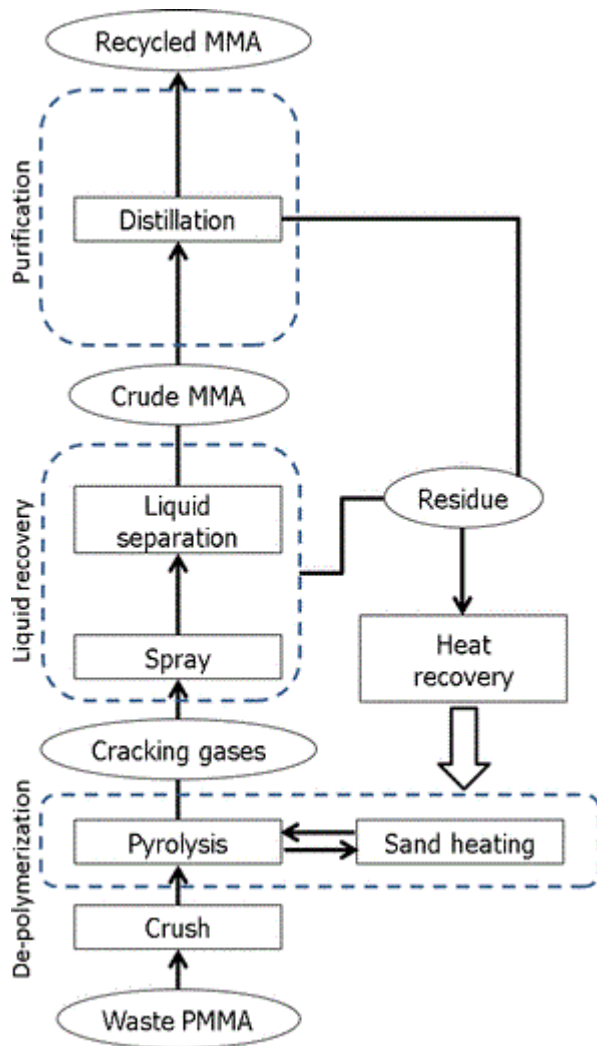 Recycled MMA
Purification
Distillation
Crude MMA
Liquid recovery
Liquid
separation
Residue
Spray
Heat
recovery
Cracking gases
De-polymerization
Pyrolysis
Sand heating
Crush
Waste PMMA